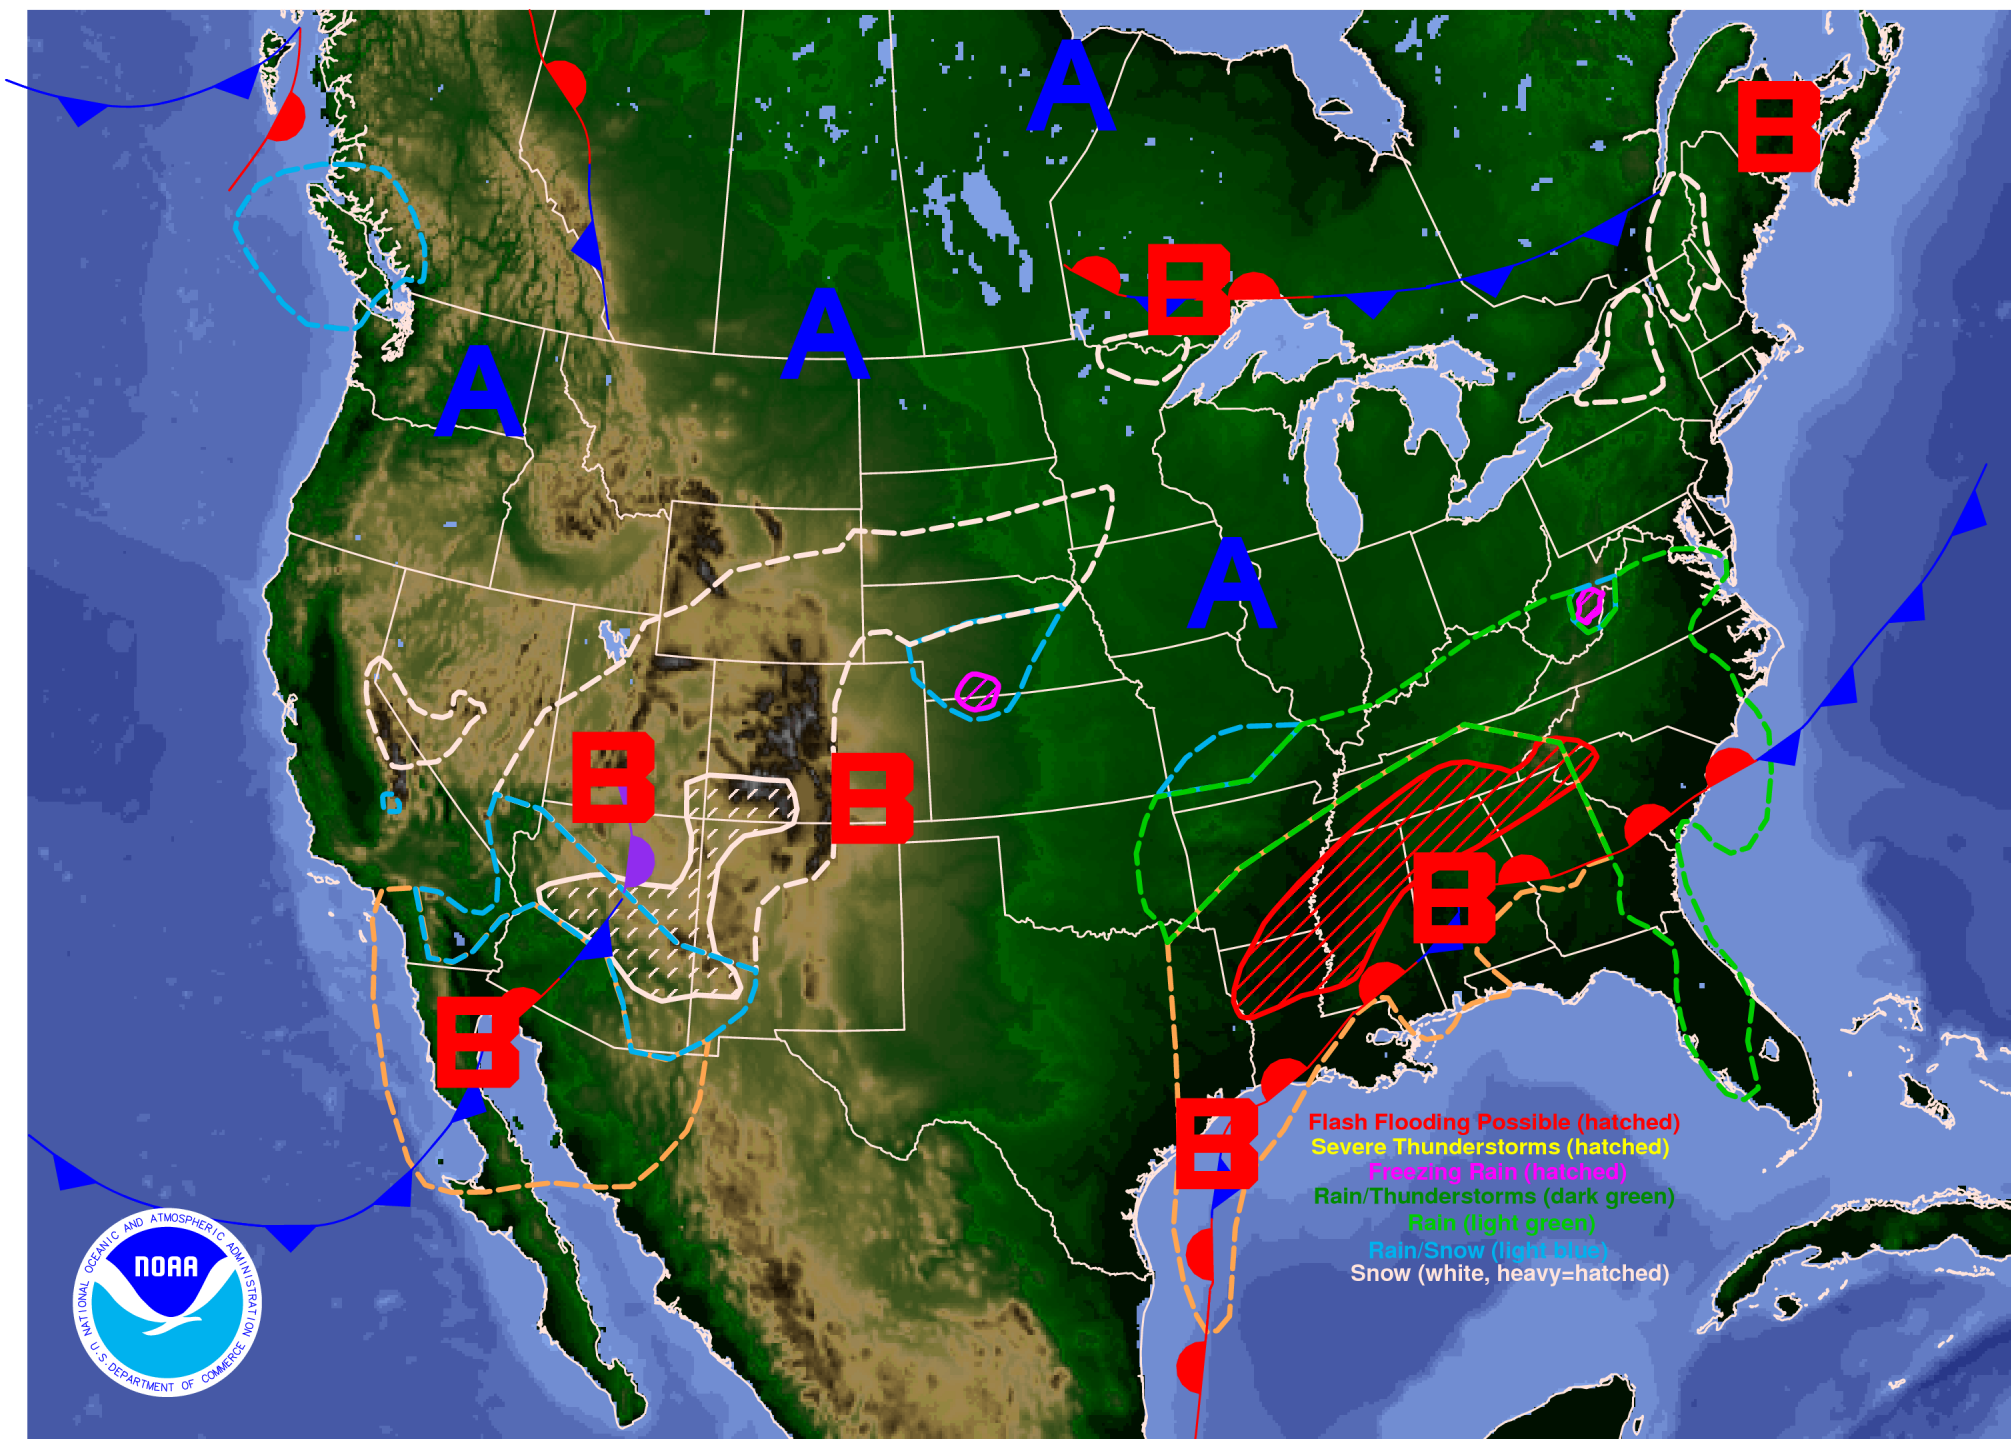 A
B
A
B
A
A
B
B
B
B
B
B
Flash Flooding Possible (hatched)
Severe Thunderstorms (hatched)
Freezing Rain (hatched)
Rain/Thunderstorms (dark green)
Rain (light green)
Rain/Snow (light blue)
Snow (white, heavy=hatched)
NATIONAL OCEANIC AND ATMOSPHERIC ADMINISTRATION
NOAA
U.S. DEPARTMENT OF COMMERCE